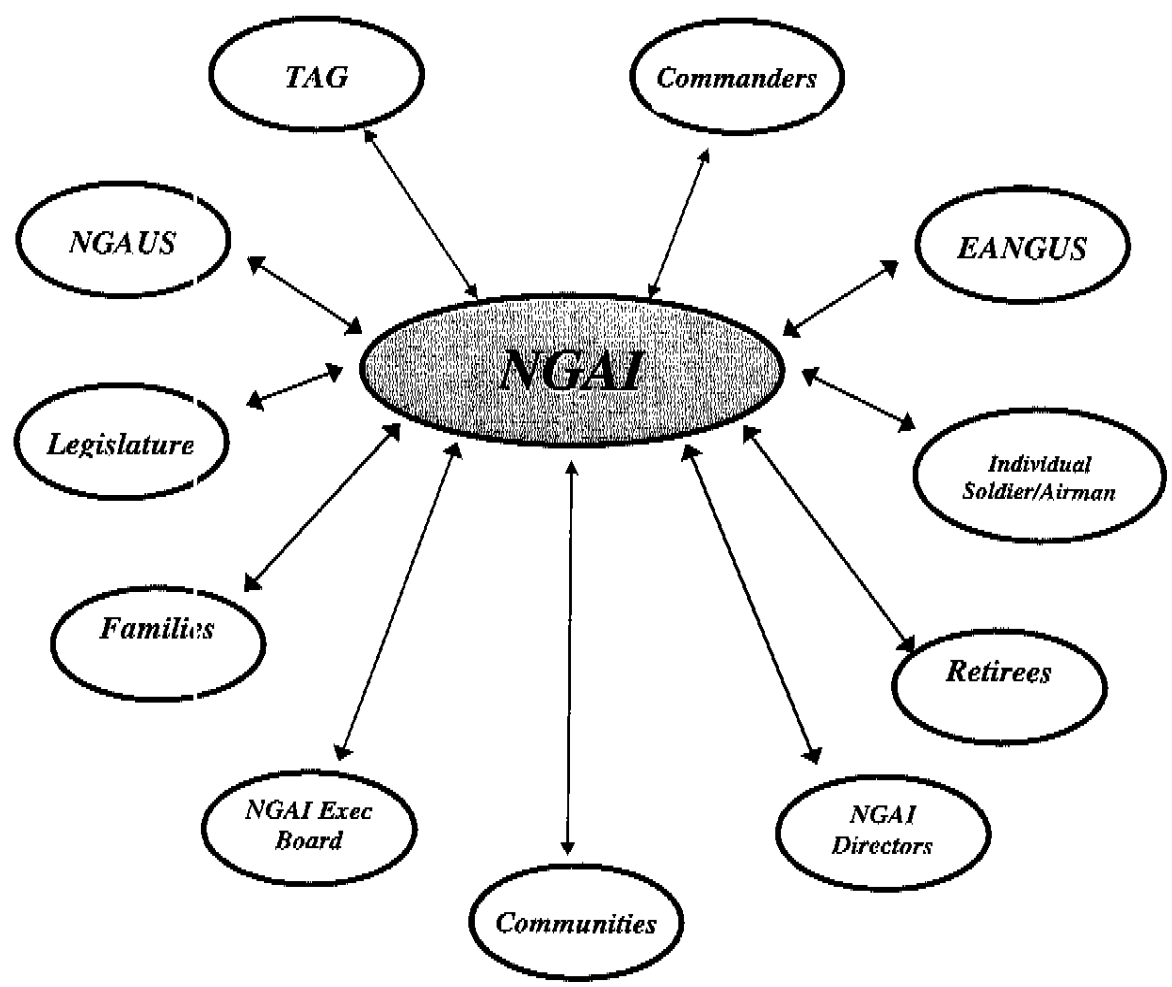 TAG
Commanders
NGAUS
EANGUS
NGAI
Legislature
Individual
Soldier/Airman
Families
Retirees
NGAI Exec
Board
NGAI
Directors
Communities